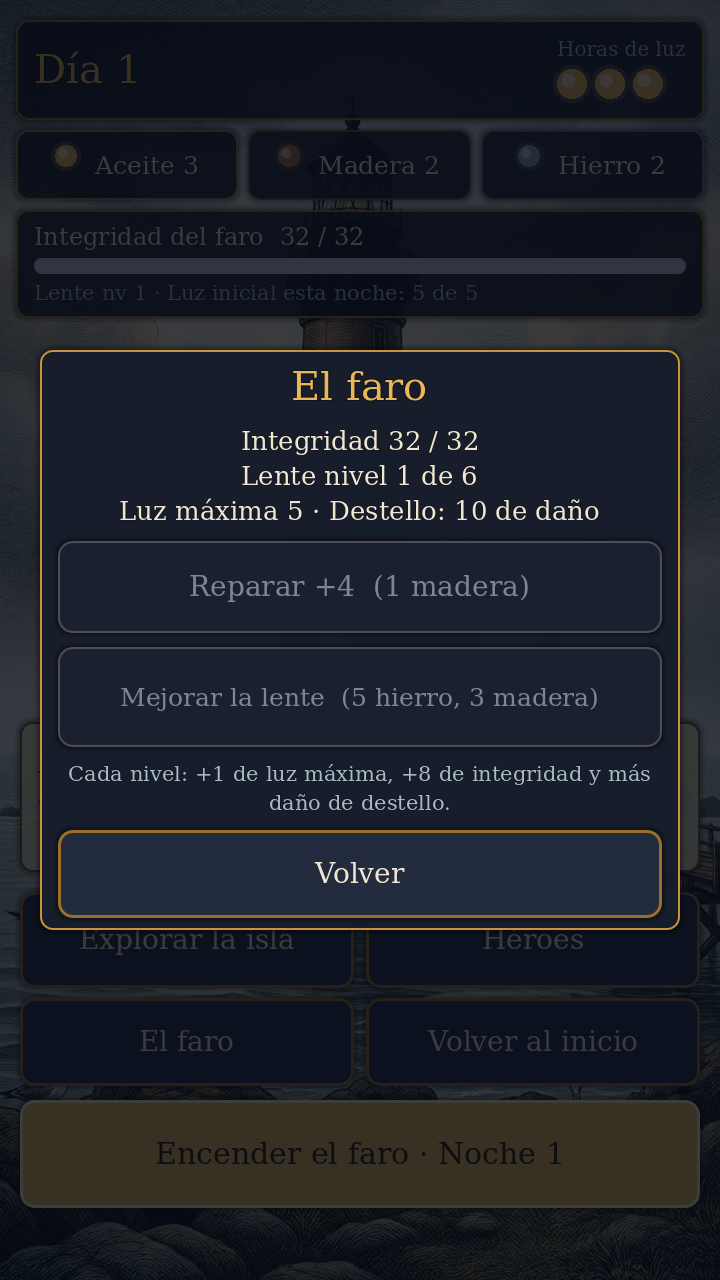 Día 1
Horas de luz
Aceite 3
Madera 2
Hierro 2
Integridad del faro 32 / 32
Lente nv 1 · Luz inicial esta noche: 5 de 5
El faro
Integridad 32 / 32
Lente nivel 1 de 6
Luz máxima 5 · Destello: 10 de daño
Reparar +4 (1 madera)
Mejorar la lente (5 hierro, 3 madera)
Cada nivel: +1 de luz máxima, +8 de integridad y más
daño de destello.
Volver
Explorar la isla
Héroes
El faro
Volver al inicio
Encender el faro · Noche 1